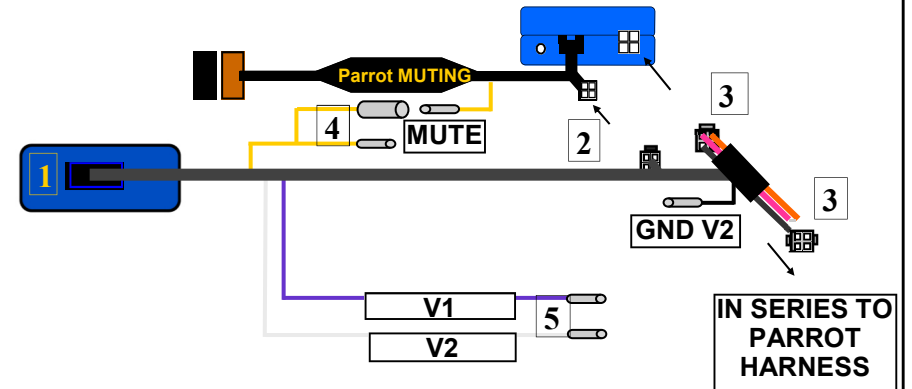 Parrot MUTING
3
4
MUTE
2
1
3
GND V2
V1
5
V2
IN SERIES TO
PARROT
HARNESS